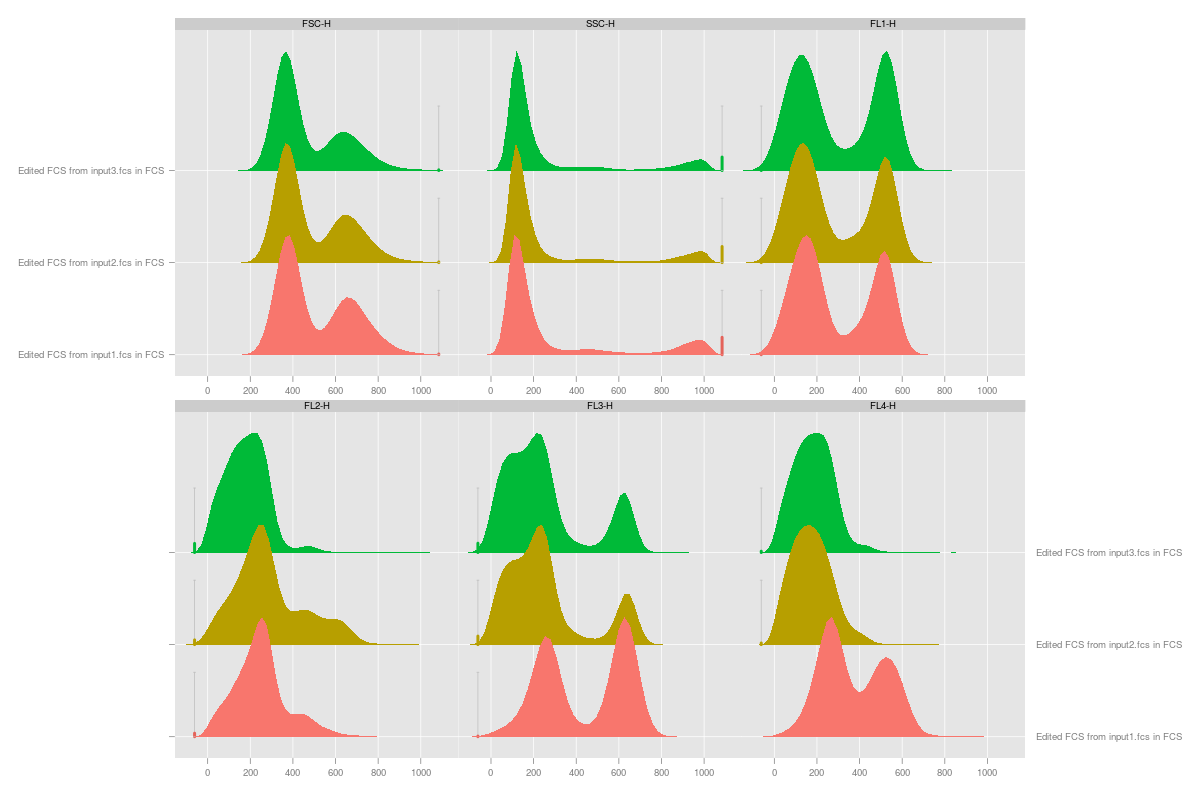 FSC-H SSC-H FL1-H
Edited FCS from input3.fcs in FCS
Edited FCS from input2.fcs in FCS
Edited FCS from input1.fcs in FCS
0 200 400 600 800 1000 0 200 400 600 800 1000 0 200 400 600 800 1000
FL2-H FL3-H FL4-H
Edited FCS from input3.fcs in FCS
Edited FCS from input2.fcs in FCS
Edited FCS from input1.fcs in FCS
0 200 400 600 800 1000 0 200 400 600 800 1000 0 200 400 600 800 1000